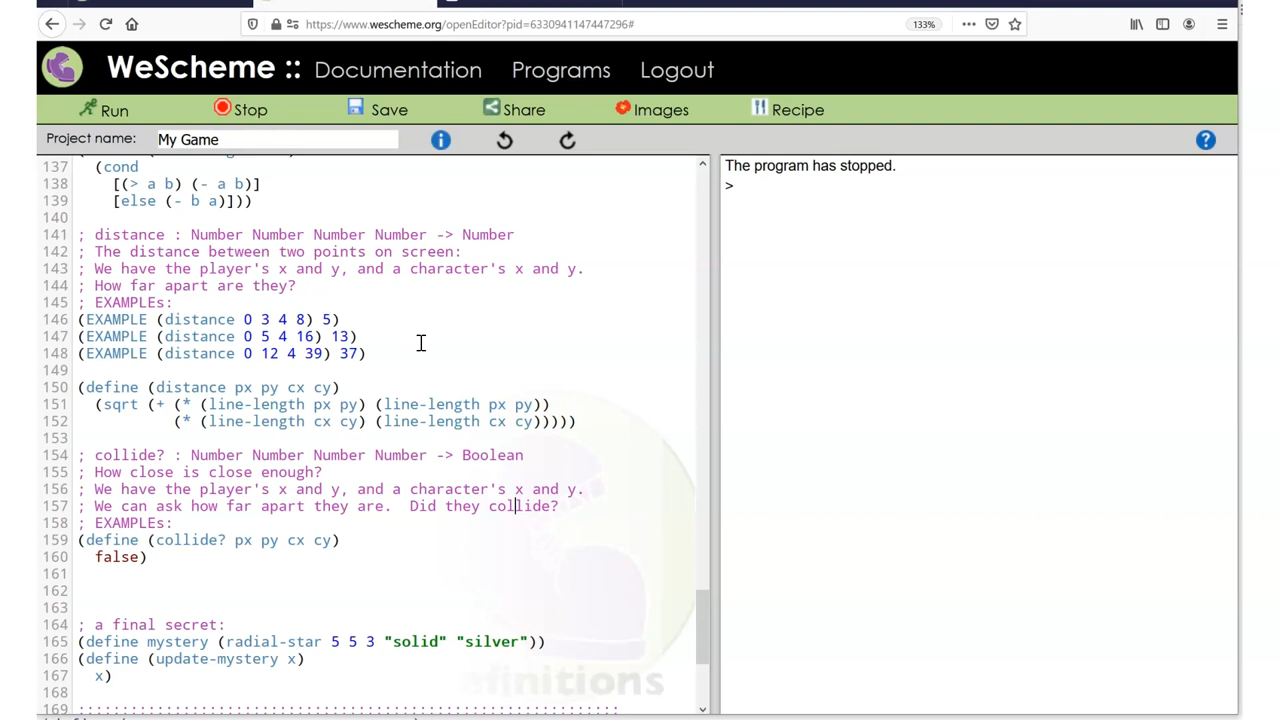 https://www.wescheme.org/openEditor?pid=6330941147447296#
133%
WeScheme :: Documentation Programs Logout
Run Stop Save Share Images Recipe
Project name: My Game
137 (cond
138 [(> a b) (- a b)]
139 [else (- b a)]))
140
141 ; distance : Number Number Number Number -> Number
142 ; The distance between two points on screen:
143 ; We have the player's x and y, and a character's x and y.
144 ; How far apart are they?
145 ; EXAMPLEs:
146 (EXAMPLE (distance 0 3 4 8) 5)
147 (EXAMPLE (distance 0 5 4 16) 13)
148 (EXAMPLE (distance 0 12 4 39) 37)
149
150 (define (distance px py cx cy)
151 (sqrt (+ (* (line-length px py) (line-length px py))
152 (* (line-length cx cy) (line-length cx cy)))))
153
154 ; collide? : Number Number Number Number -> Boolean
155 ; How close is close enough?
156 ; We have the player's x and y, and a character's x and y.
157 ; We can ask how far apart they are.  Did they collide?
158 ; EXAMPLEs:
159 (define (collide? px py cx cy)
160 false)
161
162
163
164 ; a final secret:
165 (define mystery (radial-star 5 5 3 "solid" "silver"))
166 (define (update-mystery x)
167 x)
168
169
finitions
The program has stopped.
>